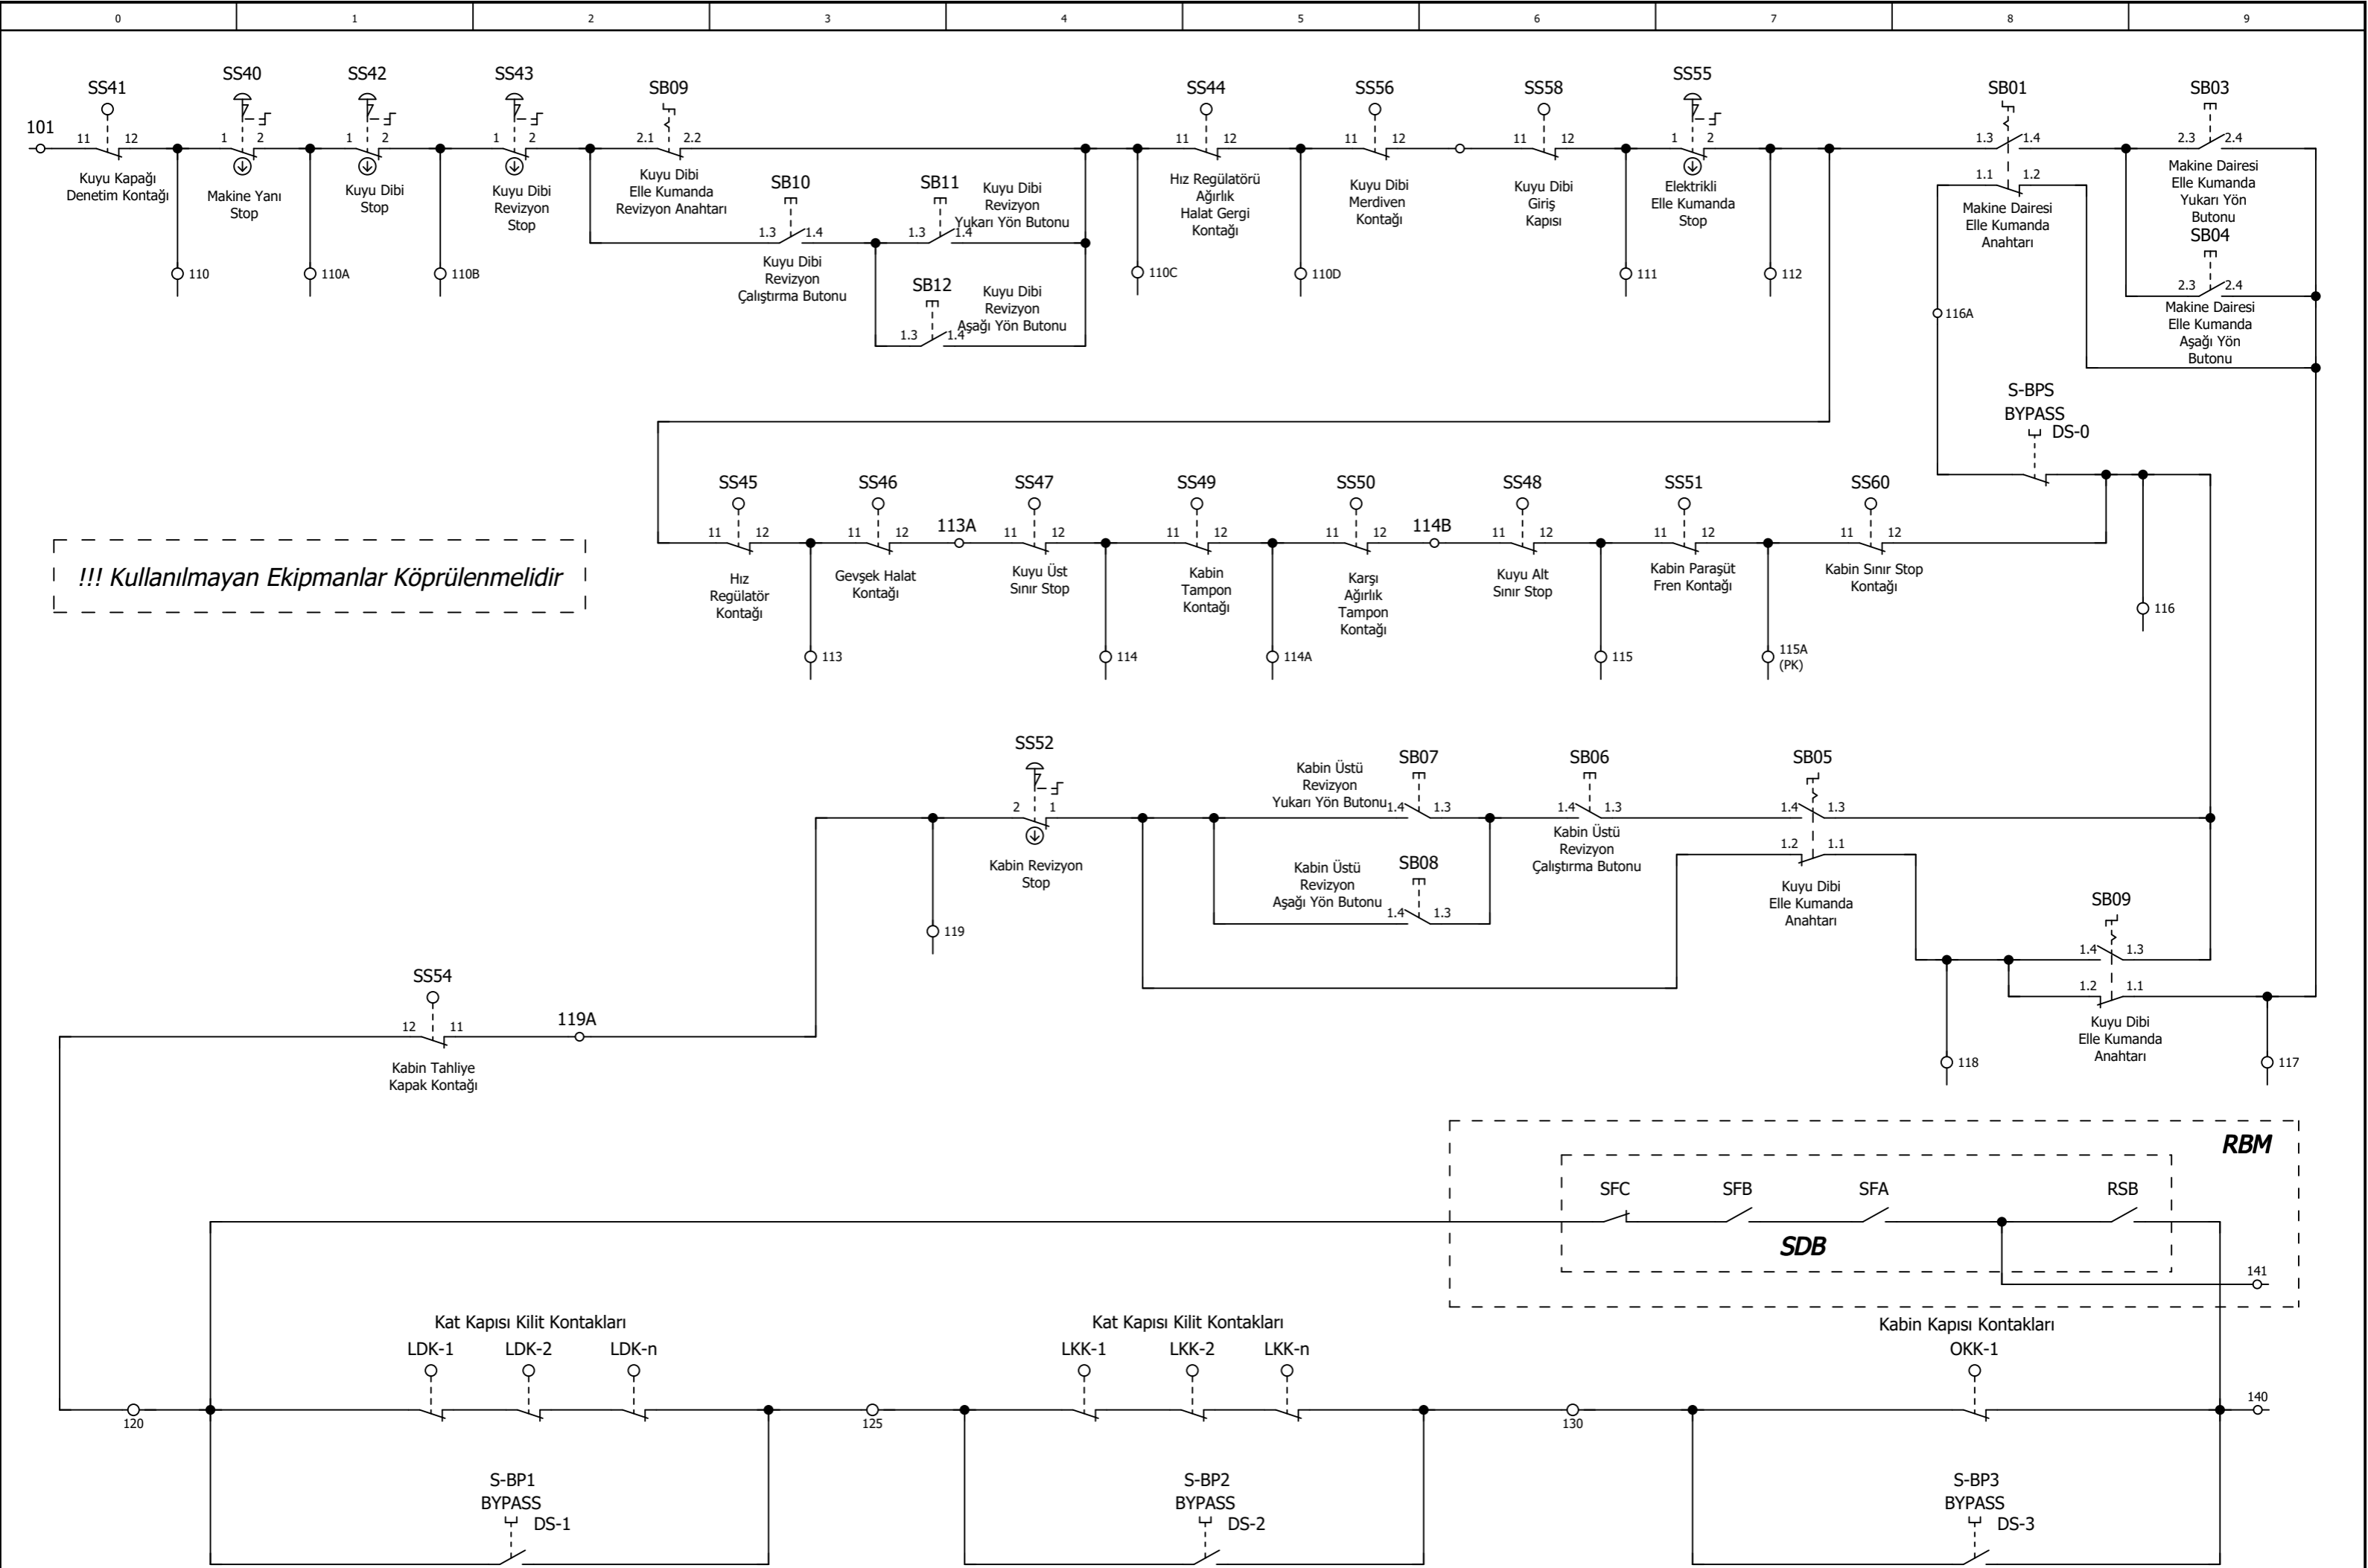 0 1 2 3 4 5 6 7 8 9
SS41 SS40 SS42 SS43 SB09 SS44 SS56 SS58 SS55 SB01 SB03
101
11 12 1 2 1 2 1 2 2.1 2.2 11 12 11 12 11 12 1 2 1.3 1.4 2.3 2.4
Kuyu Kapağı
Denetim Kontağı
Makine Yanı
Stop
Kuyu Dibi
Stop
Kuyu Dibi
Revizyon
Stop
Kuyu Dibi
Elle Kumanda
Revizyon Anahtarı
SB10
1.3 1.4
Kuyu Dibi
Revizyon
Çalıştırma Butonu
SB11
1.3 1.4
Kuyu Dibi
Revizyon
Yukarı Yön Butonu
SB12
1.3 1.4
Kuyu Dibi
Revizyon
Aşağı Yön Butonu
Hız Regülatörü
Ağırlık
Halat Gergi
Kontağı
Kuyu Dibi
Merdiven
Kontağı
Kuyu Dibi
Giriş
Kapısı
Elektrikli
Elle Kumanda
Stop
1.1 1.2
Makine Dairesi
Elle Kumanda
Anahtarı
Makine Dairesi
Elle Kumanda
Yukarı Yön
Butonu
SB04
2.3 2.4
Makine Dairesi
Elle Kumanda
Aşağı Yön
Butonu
110 110A 110B 110C 110D 111 112
116A
S-BPS
BYPASS
DS-0
SS45 SS46 SS47 SS49 SS50 SS48 SS51 SS60
113A 114B
11 12 11 12 11 12 11 12 11 12 11 12 11 12 11 12
!!! Kullanılmayan Ekipmanlar Köprülenmelidir
Hız
Regülatör
Kontağı
Gevşek Halat
Kontağı
Kuyu Üst
Sınır Stop
Kabin
Tampon
Kontağı
Karşı
Ağırlık
Tampon
Kontağı
Kuyu Alt
Sınır Stop
Kabin Paraşüt
Fren Kontağı
Kabin Sınır Stop
Kontağı
116
113 114 114A 115 115A
(PK)
SS52
2 1
Kabin Revizyon
Stop
Kabin Üstü
Revizyon
Yukarı Yön Butonu
SB07
1.4 1.3
SB06
1.4 1.3
Kabin Üstü
Revizyon
Çalıştırma Butonu
SB05
1.4 1.3
1.2 1.1
Kuyu Dibi
Elle Kumanda
Anahtarı
Kabin Üstü
Revizyon
Aşağı Yön Butonu
SB08
1.4 1.3
SB09
1.4 1.3
1.2 1.1
Kuyu Dibi
Elle Kumanda
Anahtarı
119
118 117
SS54
12 11
119A
Kabin Tahliye
Kapak Kontağı
RBM
SFC SFB SFA RSB
SDB
141
Kat Kapısı Kilit Kontakları
LDK-1 LDK-2 LDK-n
Kat Kapısı Kilit Kontakları
LKK-1 LKK-2 LKK-n
Kabin Kapısı Kontakları
OKK-1
120 125 130 140
S-BP1
BYPASS
DS-1
S-BP2
BYPASS
DS-2
S-BP3
BYPASS
DS-3